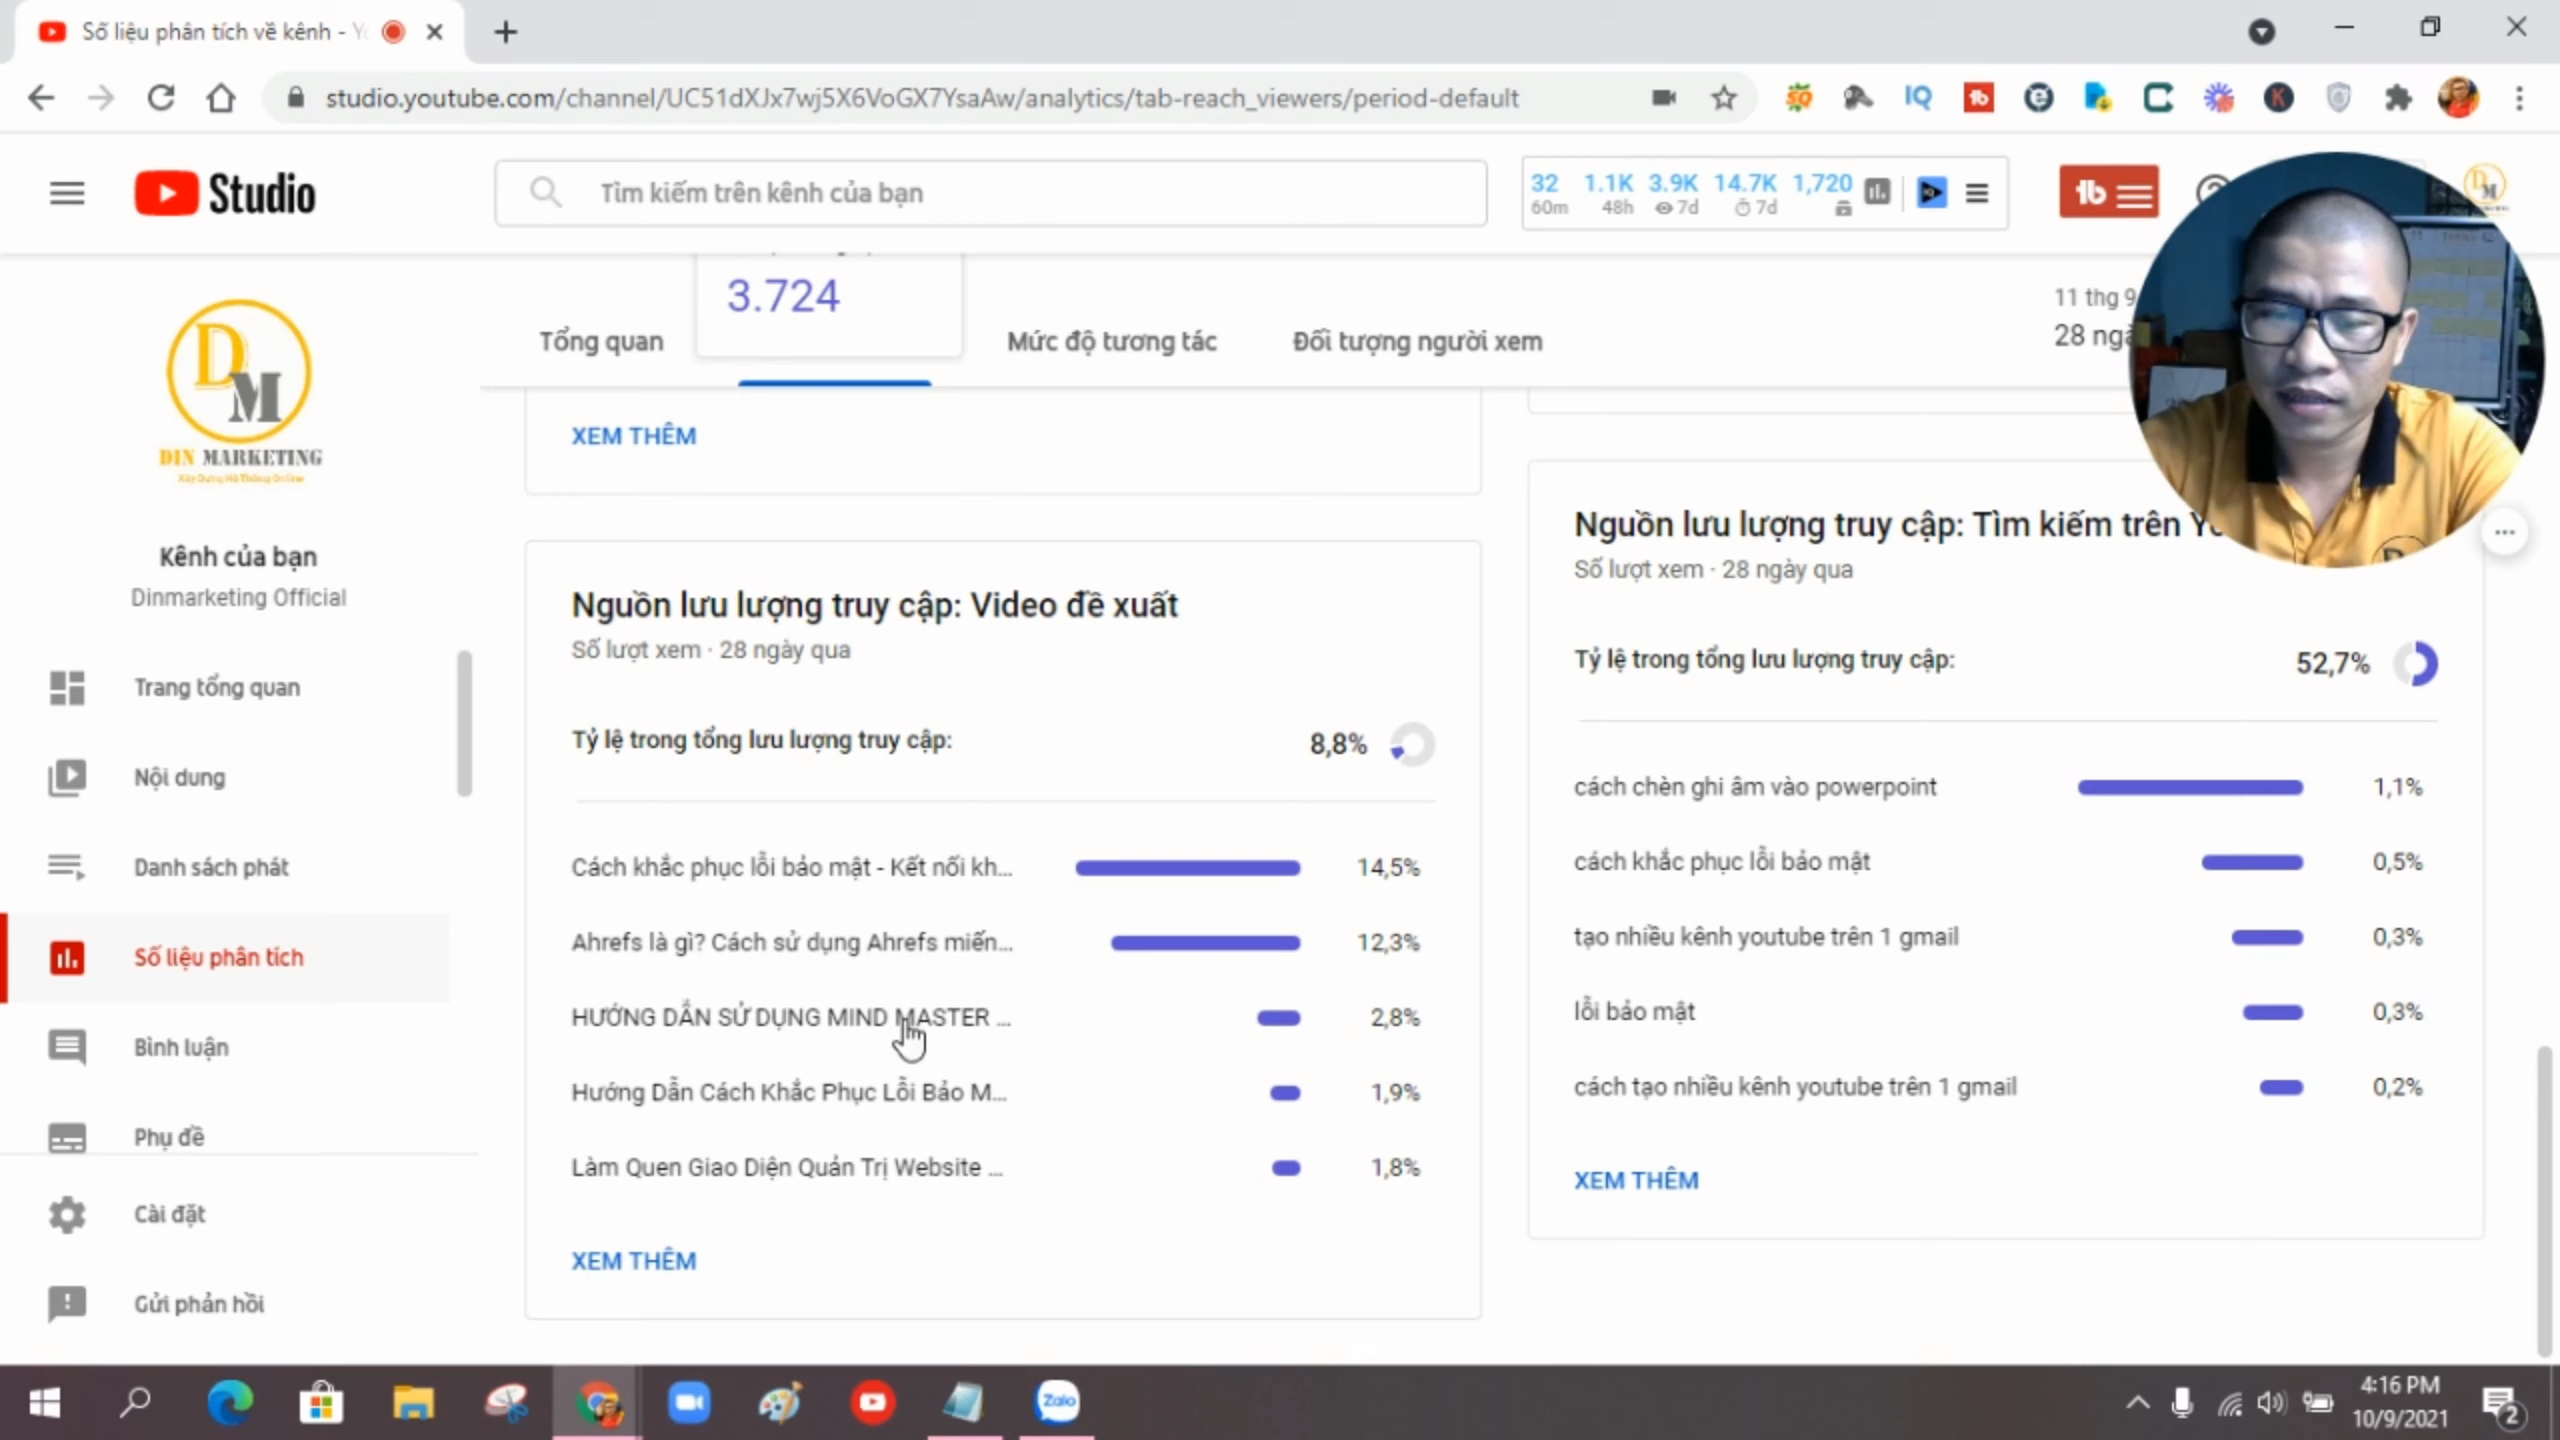 Số liệu phân tích về kênh - Yo
studio.youtube.com/channel/UC51dXJx7wj5X6VoGX7YsaAw/analytics/tab-reach_viewers/period-default
Studio
Tìm kiếm trên kênh của bạn
32 1.1K 3.9K 14.7K 1,720
60m 48h 7d 7d
3.724
Tổng quan
Mức độ tương tác
Đối tượng người xem
11 thg 9
28 ngà
DM
DIN MARKETING
Xây Dựng Hệ Thống Online
Kênh của bạn
Dinmarketing Official
Trang tổng quan
Nội dung
Danh sách phát
Số liệu phân tích
Bình luận
Phụ đề
Cài đặt
Gửi phản hồi
XEM THÊM
Nguồn lưu lượng truy cập: Video đề xuất
Số lượt xem · 28 ngày qua
Tỷ lệ trong tổng lưu lượng truy cập: 8,8%
Cách khắc phục lỗi bảo mật - Kết nối kh... 14,5%
Ahrefs là gì? Cách sử dụng Ahrefs miến... 12,3%
HƯỚNG DẪN SỬ DỤNG MIND MASTER ... 2,8%
Hướng Dẫn Cách Khắc Phục Lỗi Bảo M... 1,9%
Làm Quen Giao Diện Quản Trị Website ... 1,8%
XEM THÊM
Nguồn lưu lượng truy cập: Tìm kiếm trên Yo
Số lượt xem · 28 ngày qua
Tỷ lệ trong tổng lưu lượng truy cập: 52,7%
cách chèn ghi âm vào powerpoint 1,1%
cách khắc phục lỗi bảo mật 0,5%
tạo nhiều kênh youtube trên 1 gmail 0,3%
lỗi bảo mật 0,3%
cách tạo nhiều kênh youtube trên 1 gmail 0,2%
XEM THÊM
Zalo
4:16 PM
10/9/2021
2